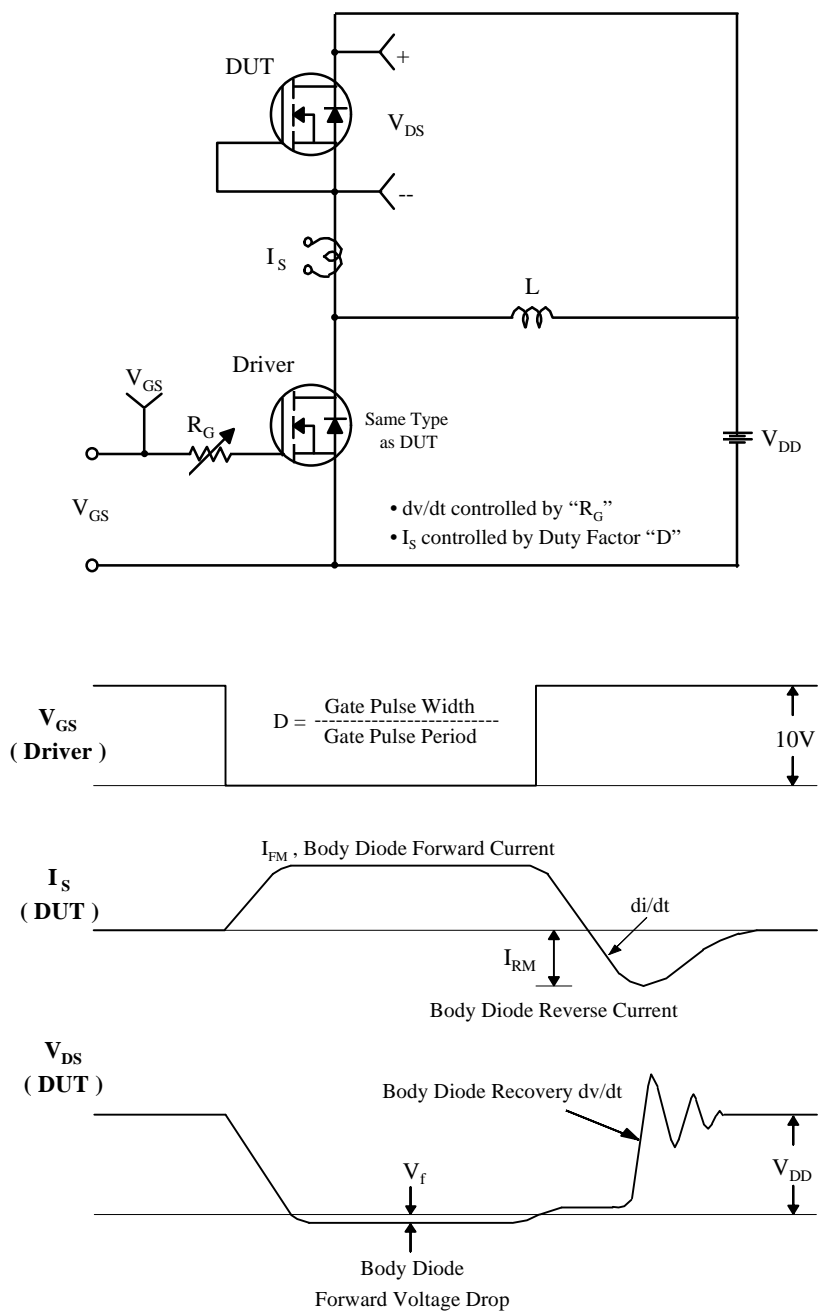 DUT
+
V_DS
--
I_S
L
Driver
V_GS
R_G
Same Type
as DUT
V_DD
V_GS
• dv/dt controlled by “R_G”
• I_S controlled by Duty Factor “D”
V_GS
( Driver )
D = Gate Pulse Width
--------------------------
Gate Pulse Period
10V
I_FM , Body Diode Forward Current
I_S
( DUT )
di/dt
I_RM
Body Diode Reverse Current
V_DS
( DUT )
Body Diode Recovery dv/dt
V_f
V_DD
Body Diode
Forward Voltage Drop